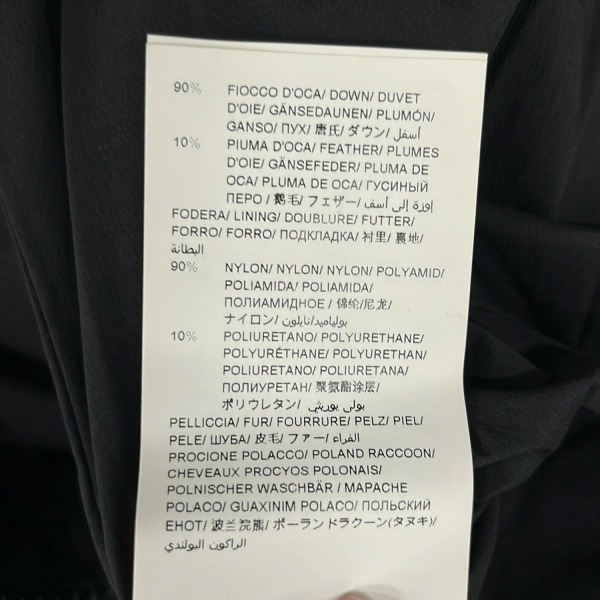 90% FIOCCO D'OCA/ DOWN/ DUVET
D'OIE/ GÄNSEDAUNEN/ PLUMÓN/
GANSO/ ПУХ/ 唐氏/ ダウン/ أسفل
10% PIUMA D'OCA/ FEATHER/ PLUMES
D'OIE/ GÄNSEFEDER/ PLUMA DE
OCA/ PLUMA DE OCA/ ГУСИНЫЙ
ПЕРО / 鹅毛/ フェザー/ إوزة إلى أسف
FODERA/ LINING/ DOUBLURE/ FUTTER/
FORRO/ FORRO/ ПОДКЛАДКА/ 衬里/ 裏地/
البطانة
90% NYLON/ NYLON/ NYLON/ POLYAMID/
POLIAMIDA/ POLIAMIDA/
ПОЛИАМИДНОЕ / 锦纶/尼龙/
ナイロン/ بولياميد/نايلون
10% POLIURETANO/ POLYURETHANE/
POLYURÉTHANE/ POLYURETHAN/
POLIURETANO/ POLIURETANA/
ПОЛИУРЕТАН/ 聚氨酯涂层/
ポリウレタン/ بولي يوريثي
PELLICCIA/ FUR/ FOURRURE/ PELZ/ PIEL/
PELE/ ШУБА/ 皮毛/ ファー/ الفراء
PROCIONE POLACCO/ POLAND RACCOON/
CHEVEAUX PROCYOS POLONAIS/
POLNISCHER WASCHBÄR / MAPACHE
POLACO/ GUAXINIM POLACO/ ПОЛЬСКИЙ
ЕНОТ/ 波兰浣熊/ ポーランドラクーン(タヌキ)/
الراكون البولندي